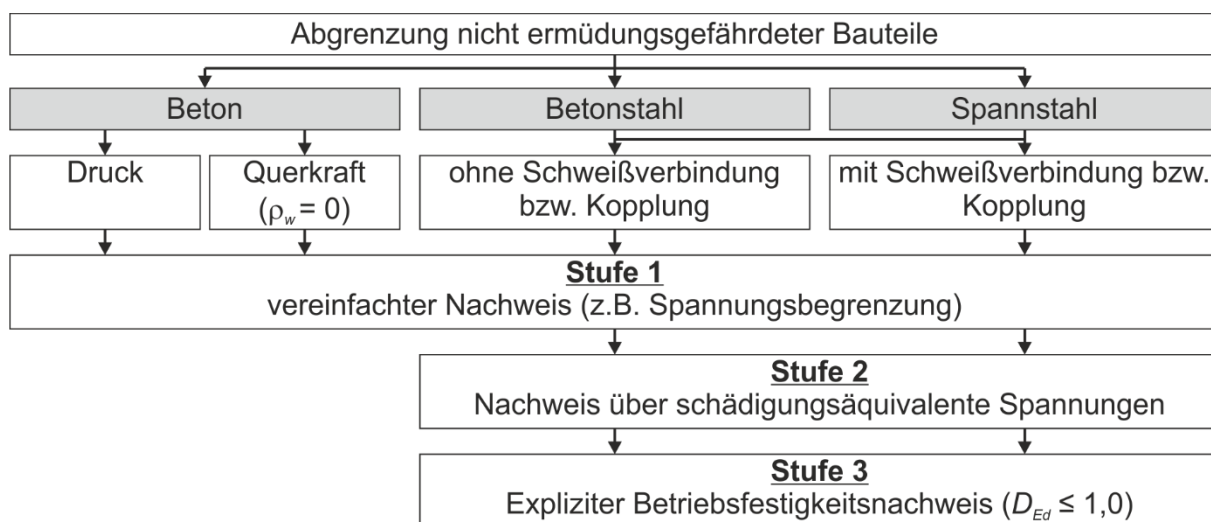 Abgrenzung nicht ermüdungsgefährdeter Bauteile
Beton
Betonstahl
Spannstahl
Druck
Querkraft
(ρw = 0)
ohne Schweißverbindung
bzw. Kopplung
mit Schweißverbindung bzw.
Kopplung
Stufe 1
vereinfachter Nachweis (z.B. Spannungsbegrenzung)
Stufe 2
Nachweis über schädigungsäquivalente Spannungen
Stufe 3
Expliziter Betriebsfestigkeitsnachweis (DEd ≤ 1,0)